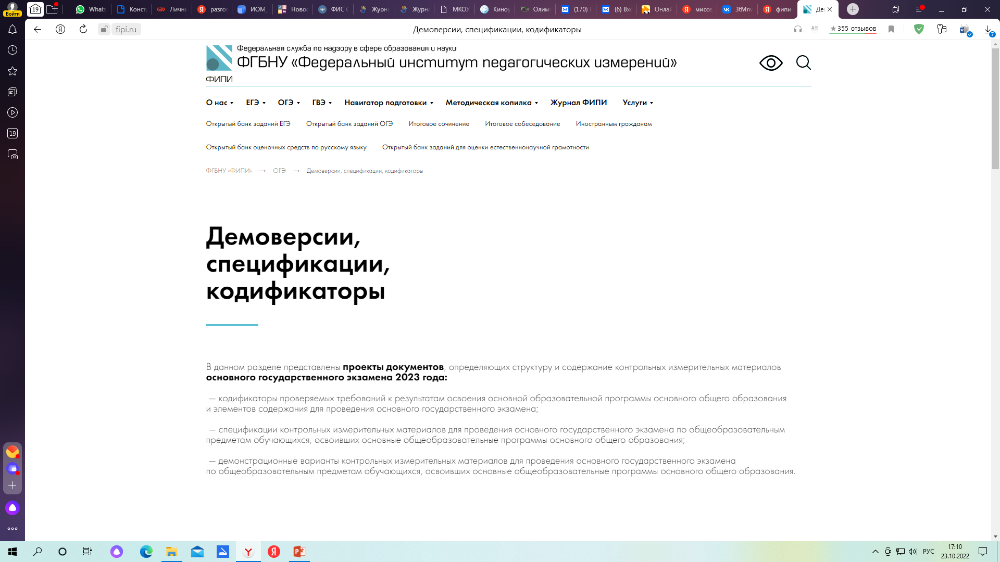 Войти
19
Whats
Конст
Личны
разго
ИОМ_
Новос
ФИС С
Журна
Журна
МКОУ
Киноу
Олимп
(170) В
(6) Вхо
Онлай
миссе
3tMnv
фипи
Де
fipi.ru
Демоверсии, спецификации, кодификаторы
★355 отзывов
7
19
Федеральная служба по надзору в сфере образования и науки
ФГБНУ «Федеральный институт педагогических измерений»
ФИПИ
О нас
ЕГЭ
ОГЭ
ГВЭ
Навигатор подготовки
Методическая копилка
Журнал ФИПИ
Услуги
Открытый банк заданий ЕГЭ
Открытый банк заданий ОГЭ
Итоговое сочинение
Итоговое собеседование
Иностранным гражданам
Открытый банк оценочных средств по русскому языку
Открытый банк заданий для оценки естественнонаучной грамотности
ФГБНУ «ФИПИ» → ОГЭ → Демоверсии, спецификации, кодификаторы
Демоверсии,
спецификации,
кодификаторы
В данном разделе представлены проекты документов, определяющих структуру и содержание контрольных измерительных материалов
основного государственного экзамена 2023 года:
— кодификаторы проверяемых требований к результатам освоения основной образовательной программы основного общего образования
и элементов содержания для проведения основного государственного экзамена;
— спецификации контрольных измерительных материалов для проведения основного государственного экзамена по общеобразовательным
предметам обучающихся, освоивших основные общеобразовательные программы основного общего образования;
— демонстрационные варианты контрольных измерительных материалов для проведения основного государственного экзамена
по общеобразовательным предметам обучающихся, освоивших основные общеобразовательные программы основного общего образования.
РУС
17:10
23.10.2022